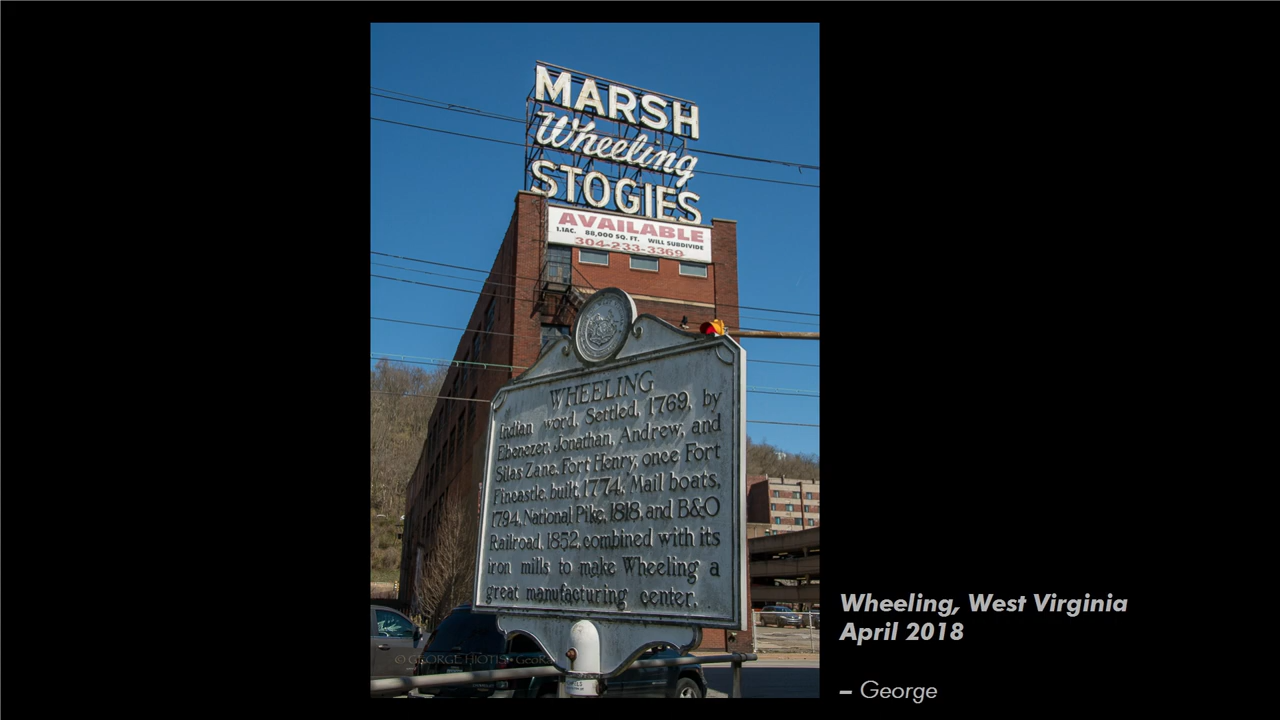 MARSH
Wheeling
STOGIES
AVAILABLE
1.1AC. 88,000 SQ. FT. WILL SUBDIVIDE
304-233-3369
WHEELING
Indian word. Settled, 1769, by
Ebenezer, Jonathan, Andrew, and
Silas Zane. Fort Henry, once Fort
Fincastle, built, 1774. Mail boats,
1794, National Pike, 1818, and B&O
Railroad, 1852, combined with its
iron mills to make Wheeling a
great manufacturing center.
© GEORGE HIOTIS
Wheeling, West Virginia
April 2018
– George